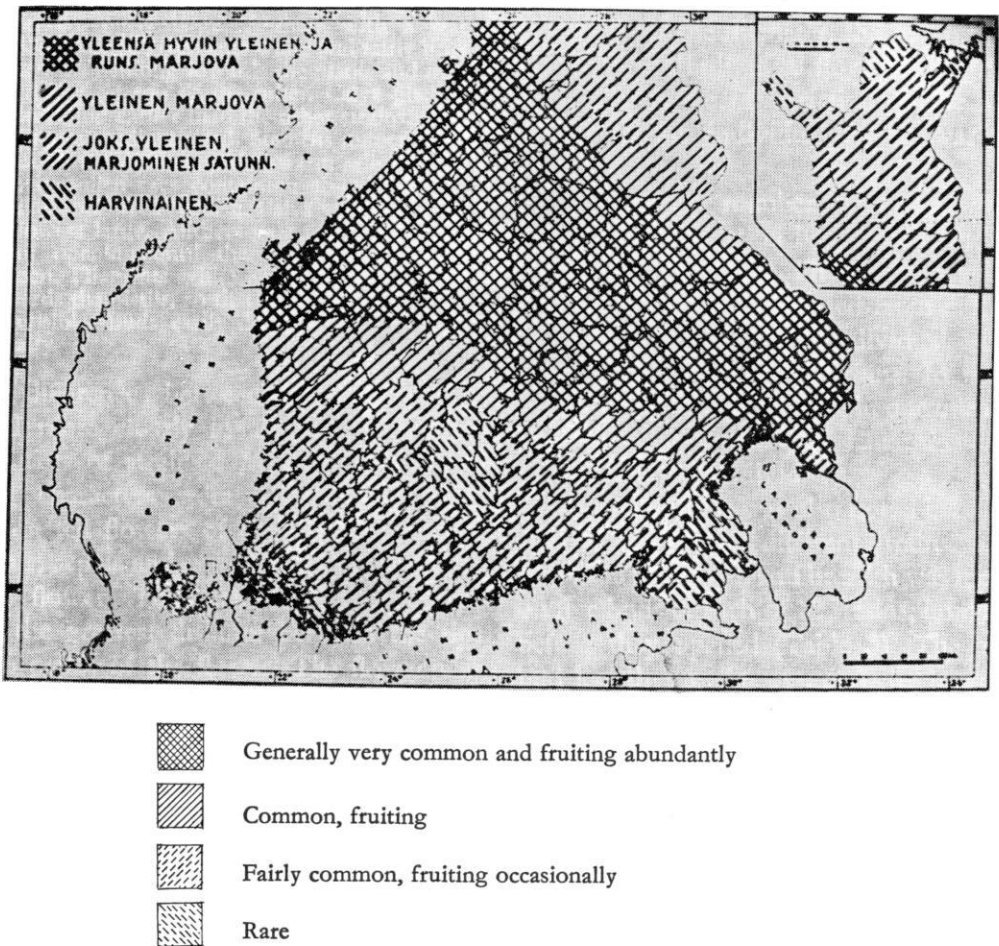 YLEENSÄ HYVIN YLEINEN JA
RUNS. MARJOVA
YLEINEN, MARJOVA
JOKS. YLEINEN,
MARJOMINEN SATUNN.
HARVINAINEN
Generally very common and fruiting abundantly
Common, fruiting
Fairly common, fruiting occasionally
Rare